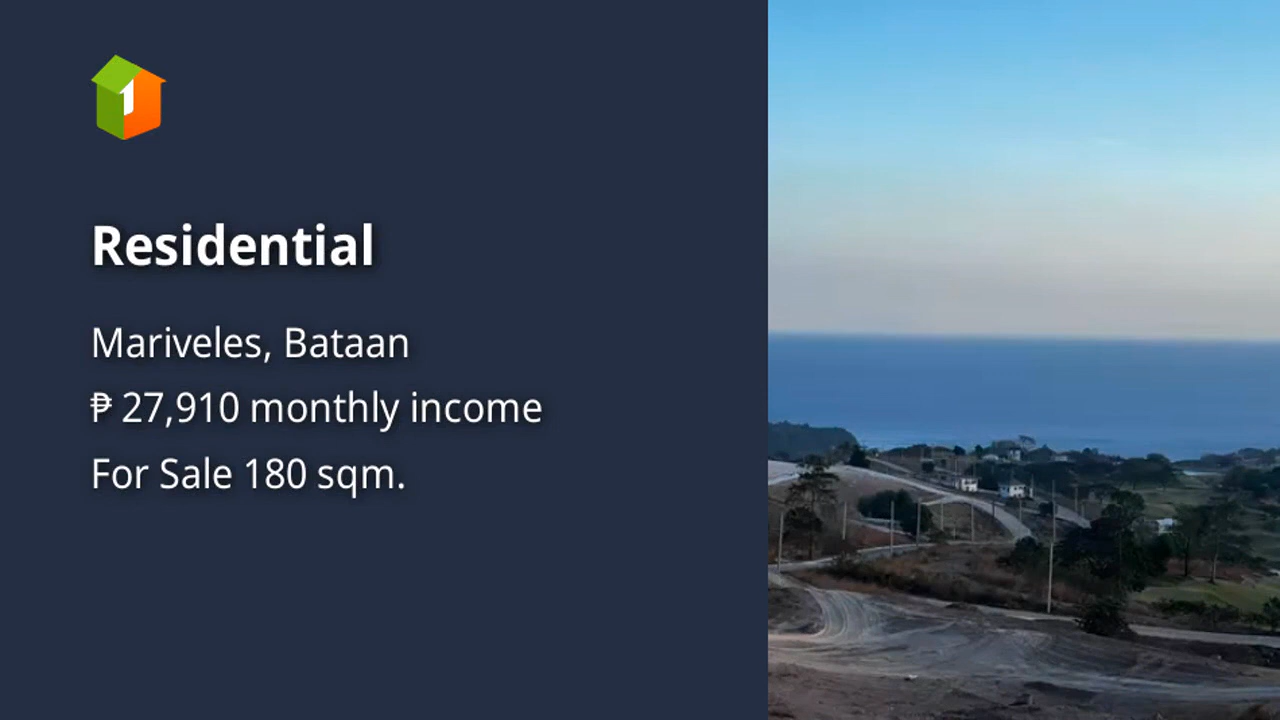 Residential
Mariveles, Bataan
₱ 27,910 monthly income
For Sale 180 sqm.